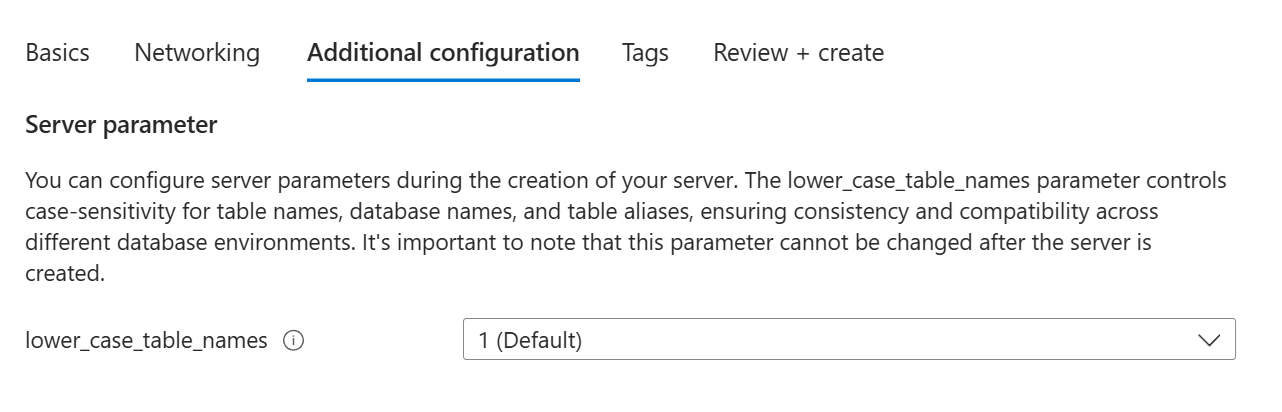 Basics Networking Additional configuration Tags Review + create
Server parameter
You can configure server parameters during the creation of your server. The lower_case_table_names parameter controls
case-sensitivity for table names, database names, and table aliases, ensuring consistency and compatibility across
different database environments. It's important to note that this parameter cannot be changed after the server is
created.
lower_case_table_names 1 (Default)